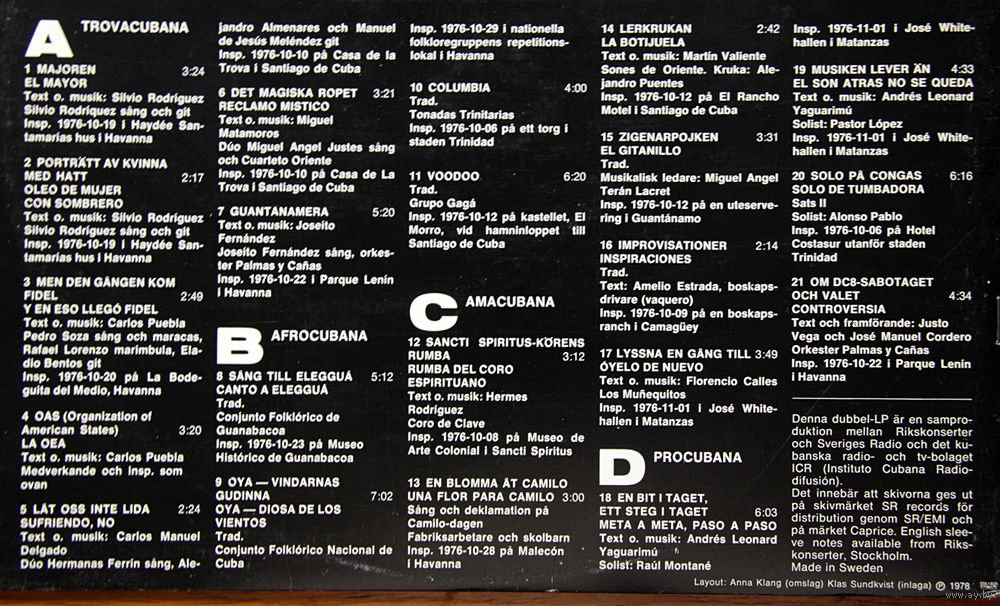 A TROVACUBANA
1 MAJOREN 3:24
EL MAYOR
Text o. musik: Silvio Rodriguez
Silvio Rodriquez sång och git
Insp. 1976-10-19 i Haydée San-
tamarias hus i Havanna
2 PORTRÄTT AV KVINNA
MED HATT 2:17
OLEO DE MUJER
CON SOMBRERO
Text o. musik: Silvio Rodriguez
Silvio Rodriguez sång och git
Insp. 1976-10-19 i Haydée San-
tamarias hus i Havanna
3 MEN DEN GÅNGEN KOM
FIDEL 2:49
Y EN ESO LLEGÓ FIDEL
Text o. musik: Carlos Puebla
Pedro Soza sång och maracas,
Rafael Lorenzo marimbula, Ela-
dio Bentos git
Insp. 1976-10-20 på La Bode-
guita del Medio, Havanna
4 OAS (Organization of
American States) 3:20
LA OEA
Text o. musik: Carlos Puebla
Medverkande och insp. som
ovan
5 LÅT OSS INTE LIDA 2:24
SUFRIENDO, NO
Text o. musik: Carlos Manuel
Delgado
Dúo Hermanas Ferrin sång, Ale-
jandro Almenares och Manuel
de Jesús Meléndez git
Insp. 1976-10-10 på Casa de la
Trova i Santiago de Cuba
6 DET MAGISKA ROPET 3:21
RECLAMO MISTICO
Text o. musik: Miguel
Matamoros
Dúo Miguel Angel Justes sång
och Cuarteto Oriente
Insp. 1976-10-10 på Casa de La
Trova i Santiago de Cuba
7 GUANTANAMERA 5:20
Text o. musik: Joseíto
Fernández
Joseíto Fernández sång, orkes-
ter Palmas y Cañas
Insp. 1976-10-22 i Parque Lenin
i Havanna
B AFROCUBANA
8 SÅNG TILL ELEGGUÁ 5:12
CANTO A ELEGGUÁ
Trad.
Conjunto Folklórico de
Guanabacoa
Insp. 1976-10-23 på Museo
Histórico de Guanabacoa
9 OYA — VINDARNAS
GUDINNA 7:02
OYA — DIOSA DE LOS
VIENTOS
Trad.
Conjunto Folklórico Nacional de
Cuba
Insp. 1976-10-29 i nationella
folkloregruppens repetitions-
lokal i Havanna
10 COLUMBIA 4:00
Trad.
Tonadas Trinitarias
Insp. 1976-10-06 på ett torg i
staden Trinidad
11 VOODOO 6:20
Trad.
Grupo Gagá
Insp. 1976-10-12 på kastellet, El
Morro, vid hamninloppet till
Santiago de Cuba
C AMACUBANA
12 SANCTI SPIRITUS-KÖRENS
RUMBA 3:12
RUMBA DEL CORO
ESPIRITUANO
Text o. musik: Hermes
Rodríguez
Coro de Clave
Insp. 1976-10-08 på Museo de
Arte Colonial i Sancti Spiritus
13 EN BLOMMA ÅT CAMILO
UNA FLOR PARA CAMILO 3:00
Sång och deklamation på
Camilo-dagen
Fabriksarbetare och skolbarn
Insp. 1976-10-28 på Malecón
i Havanna
14 LERKRUKAN 2:42
LA BOTIJUELA
Text o. musik: Martín Valiente
Sones de Oriente. Kruka: Ale-
jandro Puentes
Insp. 1976-10-12 på El Rancho
Motel i Santiago de Cuba
15 ZIGENARPOJKEN 3:31
EL GITANILLO
Trad.
Musikalisk ledare: Miguel Angel
Terán Lacret
Insp. 1976-10-12 på en uteserve-
ring i Guantánamo
16 IMPROVISATIONER 2:14
INSPIRACIONES
Trad.
Text: Amelio Estrada, boskaps-
drivare (vaquero)
Insp. 1976-10-09 på en boskaps-
ranch i Camagüey
17 LYSSNA EN GÅNG TILL 3:49
ÓYELO DE NUEVO
Text o. musik: Florencio Calles
Los Muñequitos
Insp. 1976-11-01 i José White-
hallen i Matanzas
D PROCUBANA
18 EN BIT I TAGET,
ETT STEG I TAGET 6:03
META A META, PASO A PASO
Text o. musik: Andrés Leonard
Yaguarimú
Solist: Raúl Montané
Insp. 1976-11-01 i José White-
hallen i Matanzas
19 MUSIKEN LEVER ÄN 4:33
EL SON ATRAS NO SE QUEDA
Text o. musik: Andrés Leonard
Yaguarimú
Solist: Pastor López
Insp. 1976-11-01 i José White-
hallen i Matanzas
20 SOLO PÅ CONGAS 6:16
SOLO DE TUMBADORA
Sats II
Solist: Alonso Pablo
Insp. 1976-10-06 på Hotel
Costasur utanför staden
Trinidad
21 OM DC8-SABOTAGET
OCH VALET 4:34
CONTROVERSIA
Text och framförande: Justo
Vega och José Manuel Cordero
Orkester Palmas y Cañas
Insp. 1976-10-22 i Parque Lenín
i Havanna
Denna dubbel-LP är en sampro-
duktion mellan Rikskonserter
och Sveriges Radio och det ku-
banska radio- och tv-bolaget
ICR (Instituto Cubana Radio-
difusión).
Det innebär att skivorna ges ut
på skivmärket SR records för
distribution genom SR/EMI och
på märket Caprice. English slee-
ve notes available from Riks-
konserter, Stockholm.
Made in Sweden
Layout: Anna Klang (omslag) Klas Sundkvist (inlaga) Ⓟ 1978